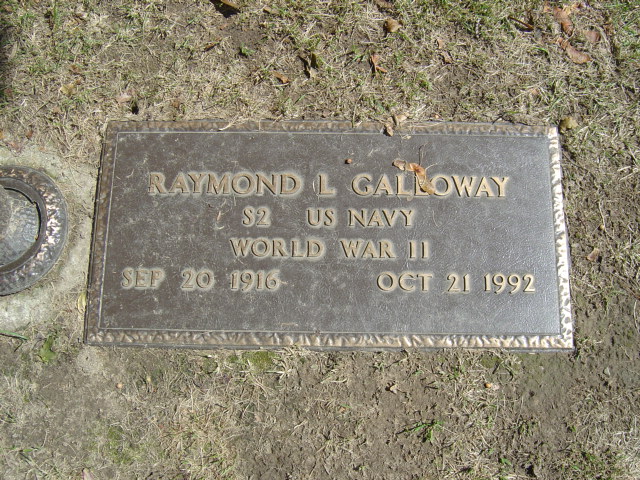 RAYMOND L GALLOWAY
S2 US NAVY
WORLD WAR II
SEP 20 1916 OCT 21 1992